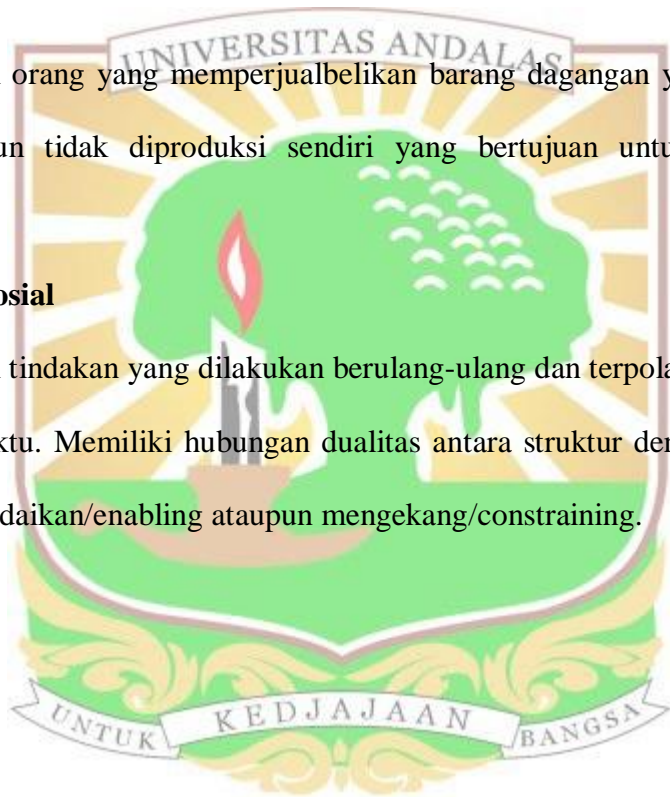 UNIVERSITAS ANDALAS
orang yang memperjualbelikan barang dagangan y
un tidak diproduksi sendiri yang bertujuan untu
osial
tindakan yang dilakukan berulang-ulang dan terpola
ktu. Memiliki hubungan dualitas antara struktur de
daikan/enabling ataupun mengekang/constraining.
UNTUK KEDJAJAAN BANGSA